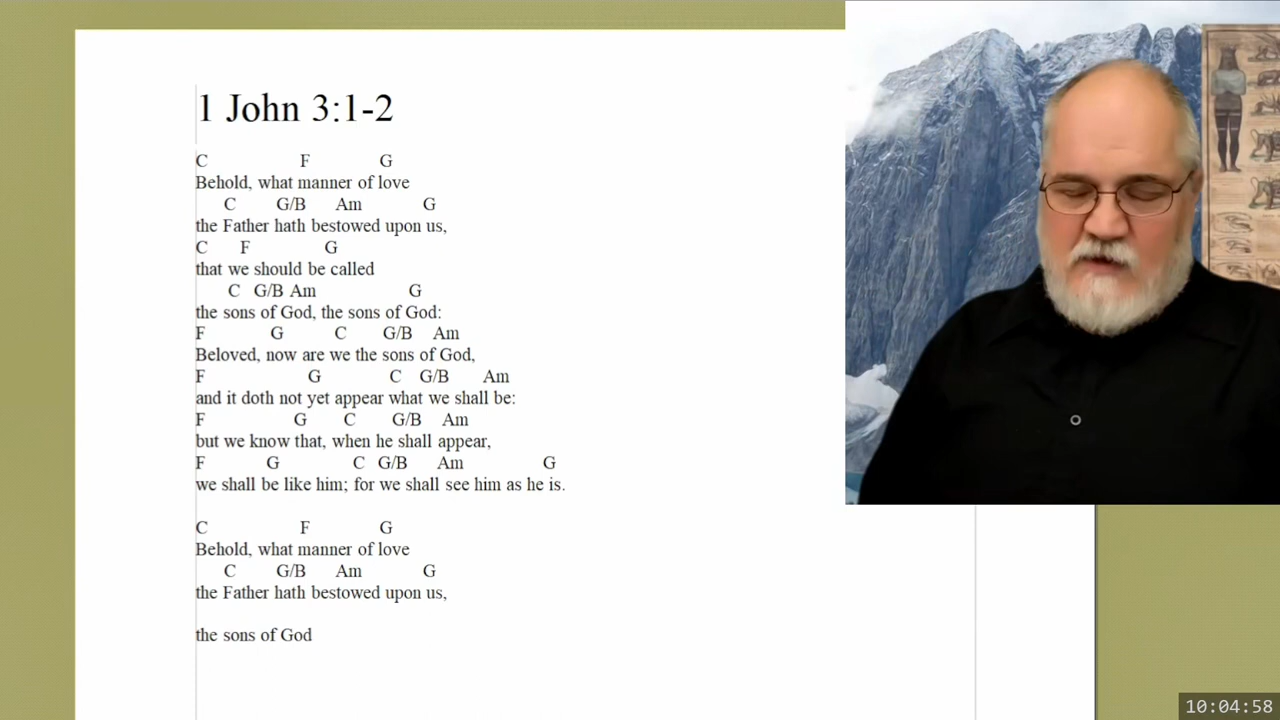 1 John 3:1-2
C F G
Behold, what manner of love
C G/B Am G
the Father hath bestowed upon us,
C F G
that we should be called
C G/B Am G
the sons of God, the sons of God:
F G C G/B Am
Beloved, now are we the sons of God,
F G C G/B Am
and it doth not yet appear what we shall be:
F G C G/B Am
but we know that, when he shall appear,
F G C G/B Am G
we shall be like him; for we shall see him as he is.
C F G
Behold, what manner of love
C G/B Am G
the Father hath bestowed upon us,
the sons of God
10:04:58